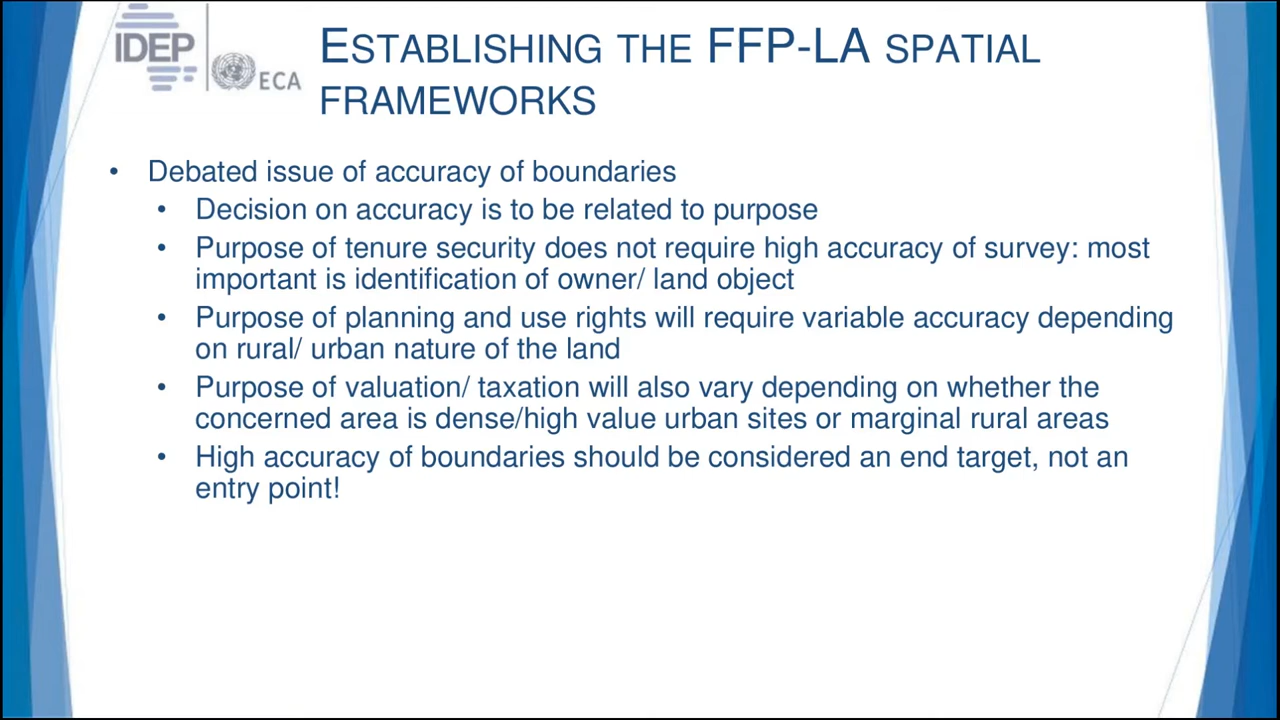 IDEP
ECA
ESTABLISHING THE FFP-LA SPATIAL
FRAMEWORKS
• Debated issue of accuracy of boundaries
• Decision on accuracy is to be related to purpose
• Purpose of tenure security does not require high accuracy of survey: most
important is identification of owner/ land object
• Purpose of planning and use rights will require variable accuracy depending
on rural/ urban nature of the land
• Purpose of valuation/ taxation will also vary depending on whether the
concerned area is dense/high value urban sites or marginal rural areas
• High accuracy of boundaries should be considered an end target, not an
entry point!